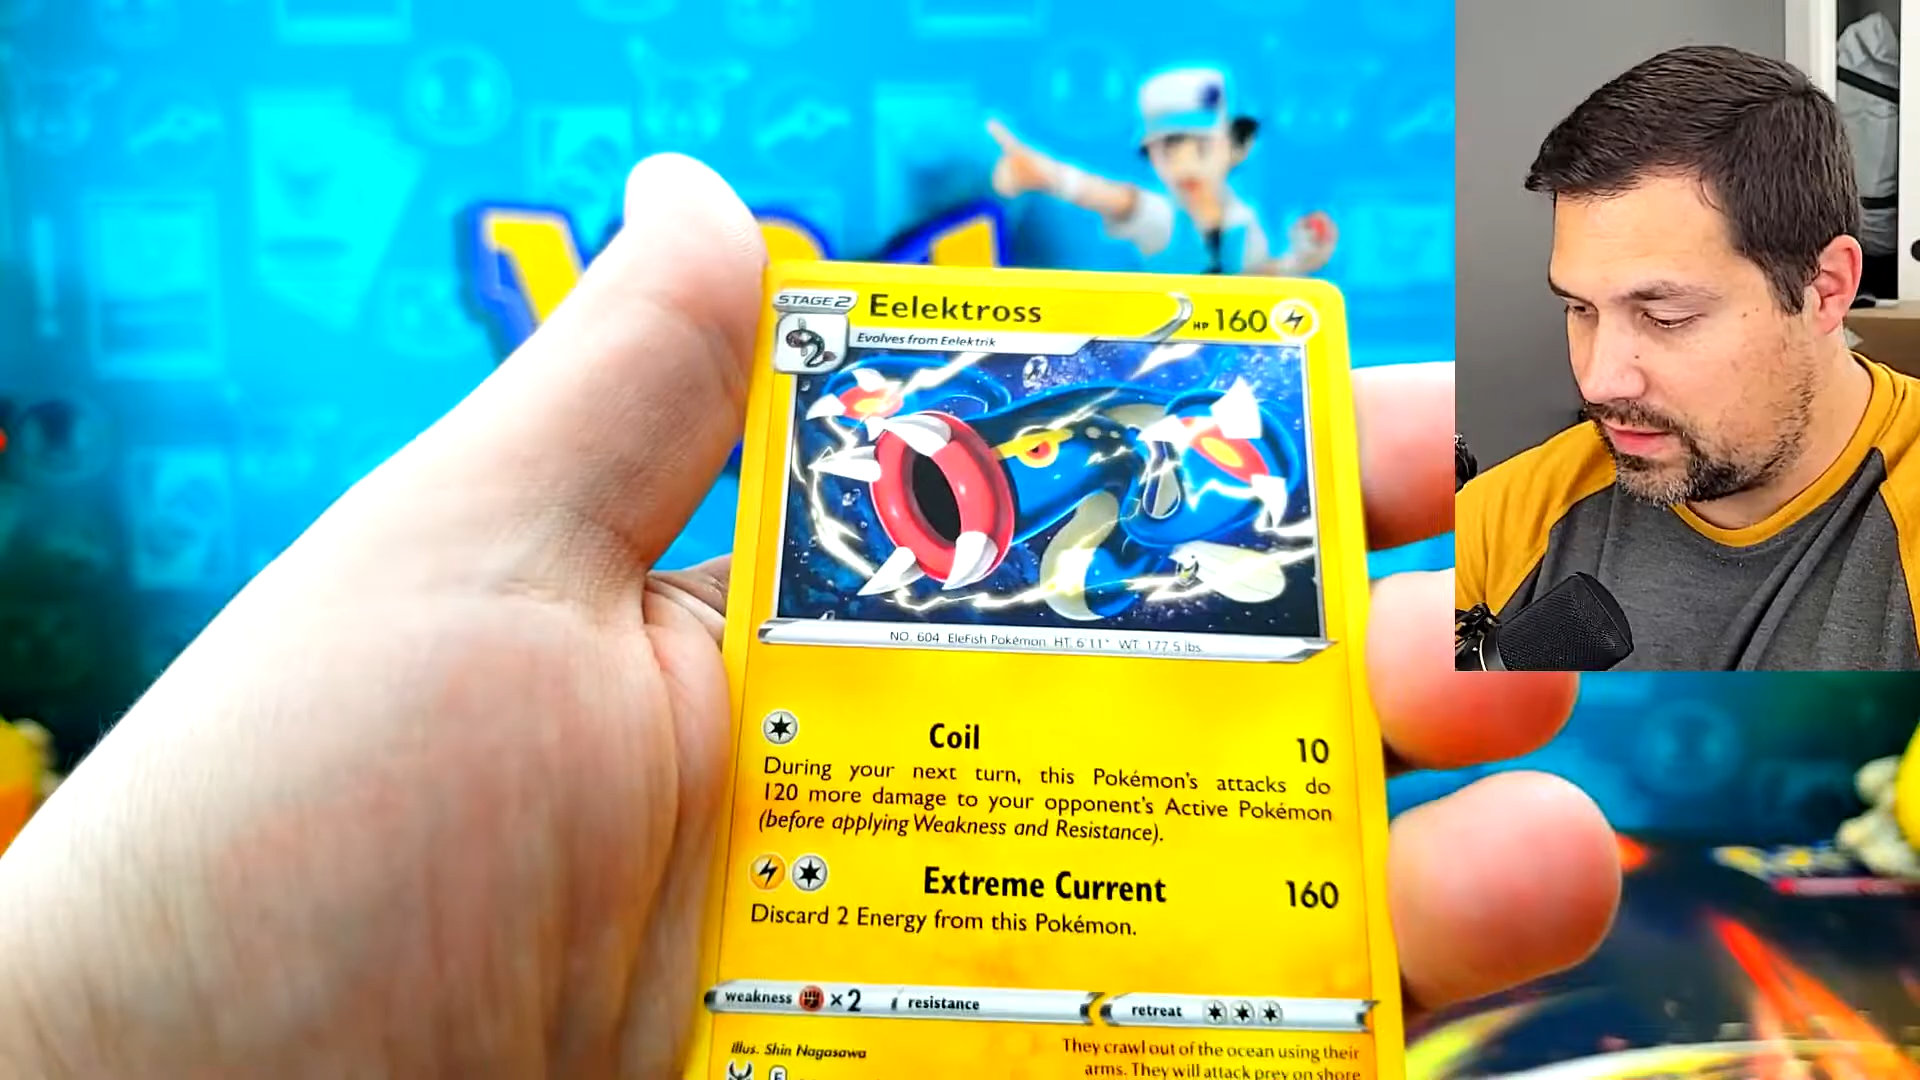 STAGE 2
Eelektross
HP 160
Evolves from Eelektrik
NO. 604 EleFish Pokémon HT: 6'11" WT: 177.5 lbs.
Coil 10
During your next turn, this Pokémon's attacks do
120 more damage to your opponent's Active Pokémon
(before applying Weakness and Resistance).
Extreme Current 160
Discard 2 Energy from this Pokémon.
weakness ×2 resistance retreat
Illus. Shin Nagasawa
They crawl out of the ocean using their
arms. They will attack prey on shore